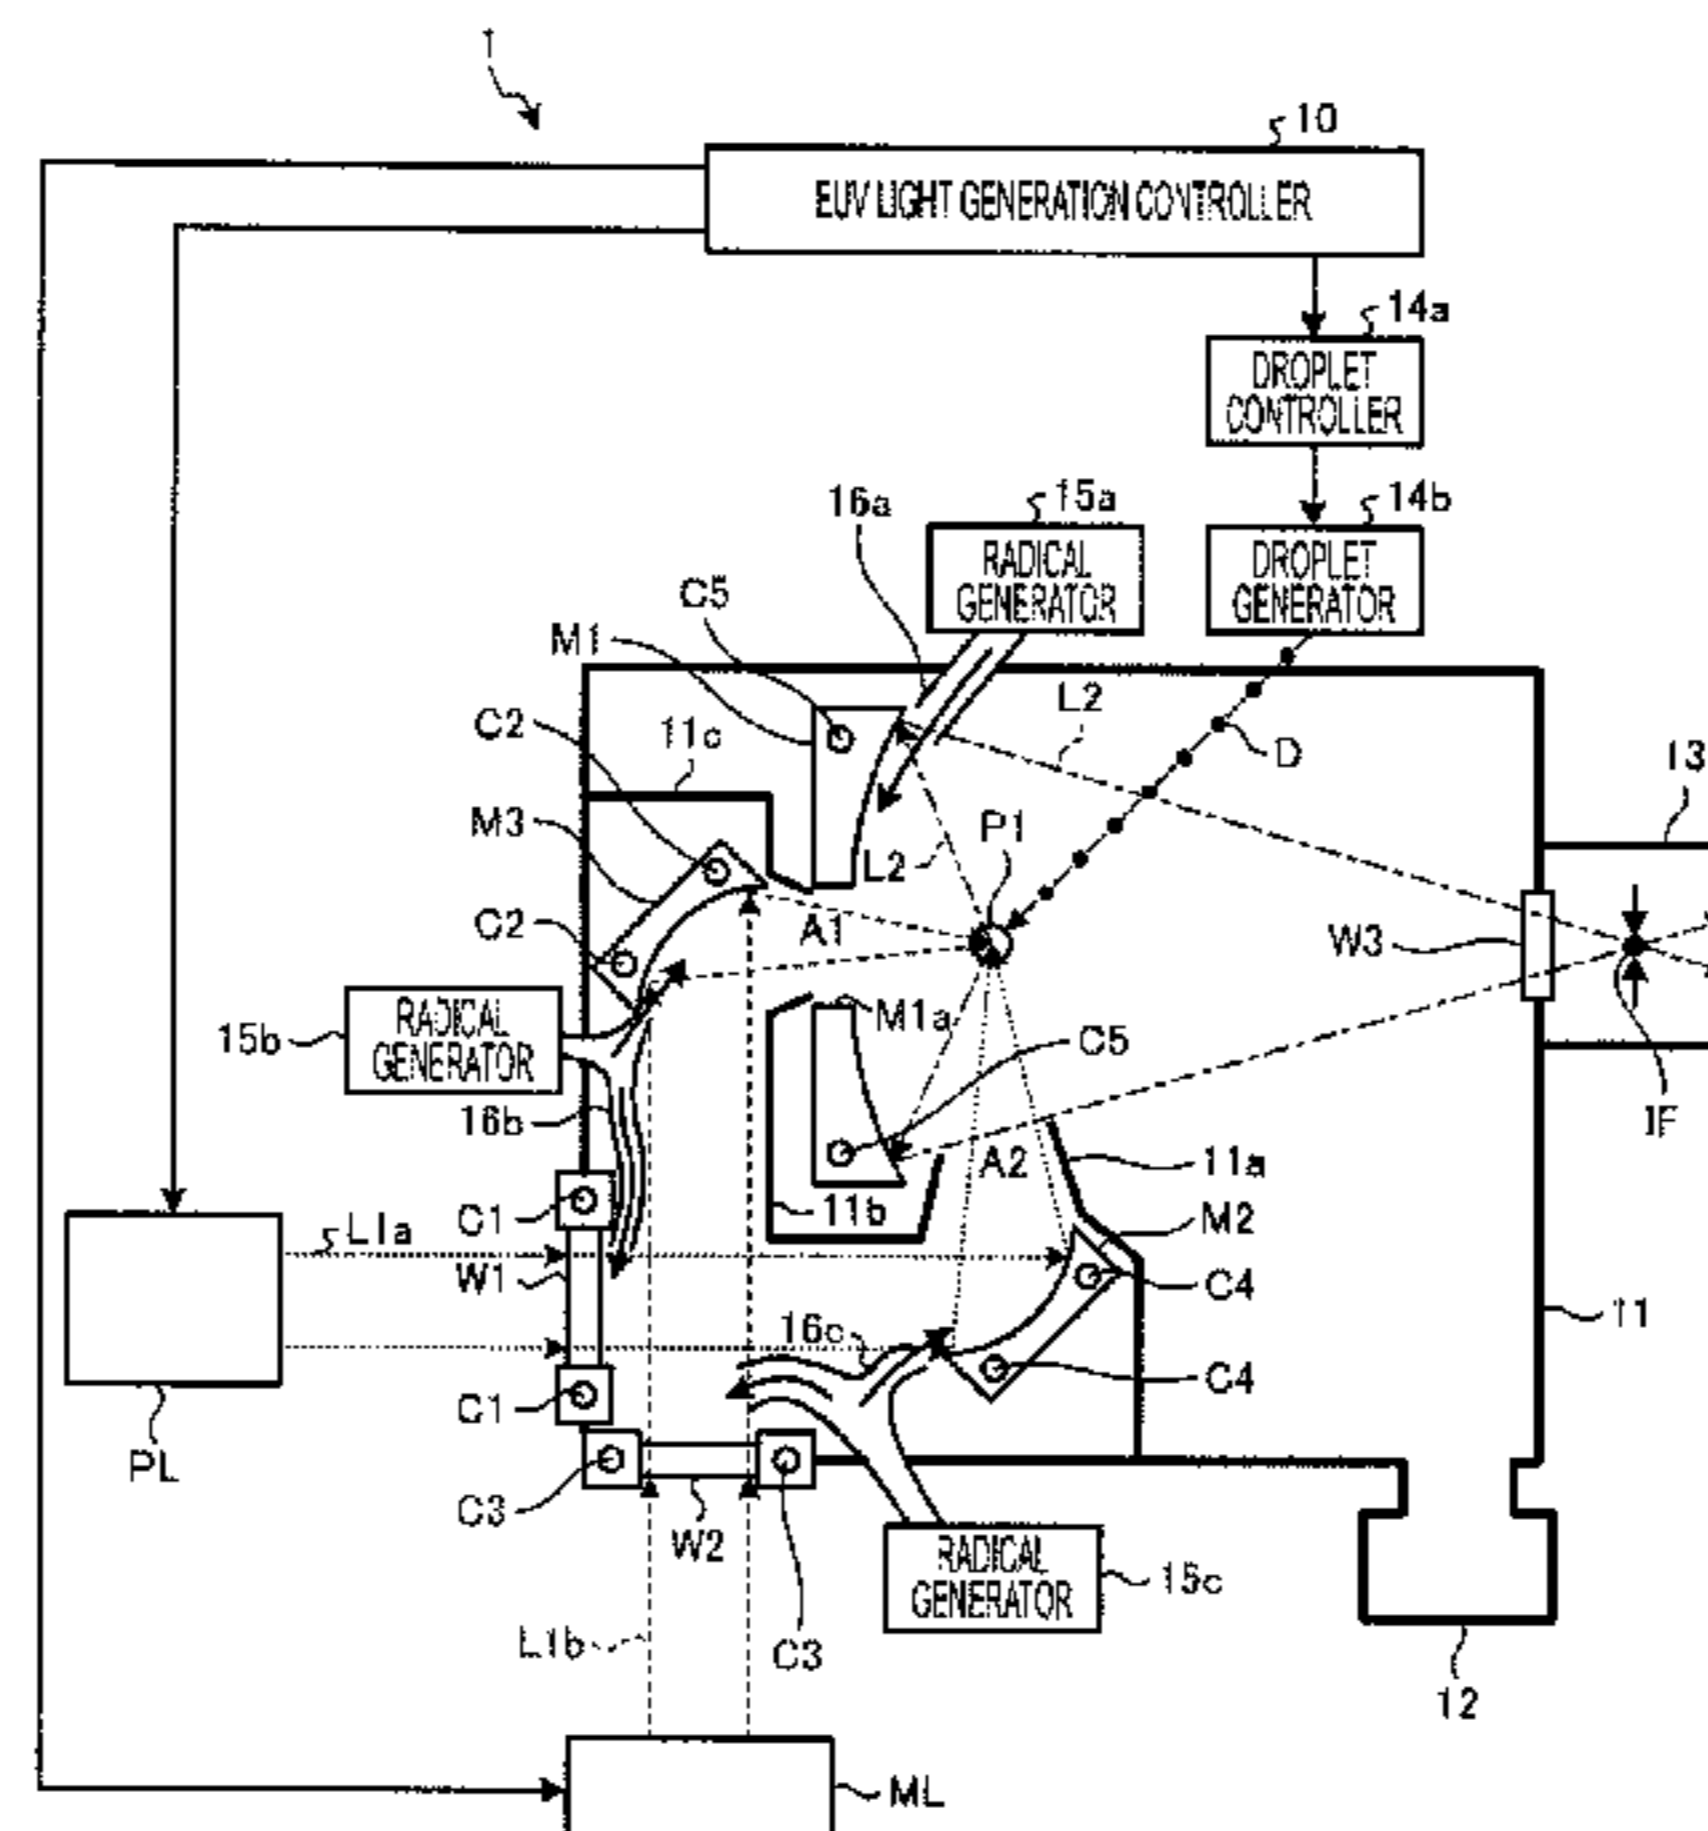 1
10
EUV LIGHT GENERATION CONTROLLER
14a
DROPLET
CONTROLLER
16a
15a
14b
RADICAL
GENERATOR
DROPLET
GENERATOR
C5
M1
L2
C2
11c
D
13
M3
P1
L2
C2
A1
W3
M1a
15b
RADICAL
GENERATOR
C5
16b
IF
A2
11a
C1
11b
M2
L1a
W1
C4
11
16c
C1
C4
PL
C3
W2
RADICAL
GENERATOR
15c
L1b
C3
12
ML